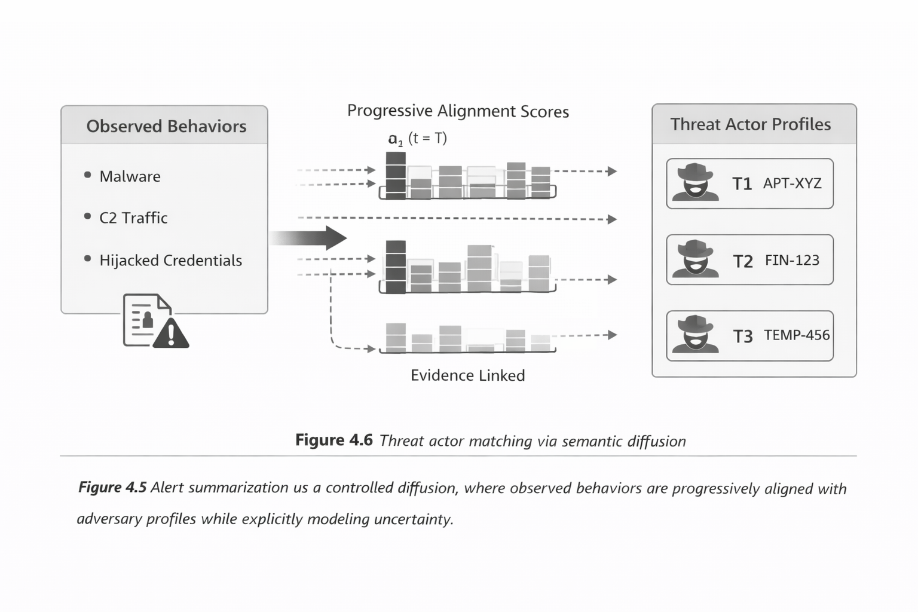 Observed Behaviors
• Malware
• C2 Traffic
• Hijacked Credentials
Progressive Alignment Scores
a₁ (t = T)
Evidence Linked
Threat Actor Profiles
T1 APT-XYZ
T2 FIN-123
T3 TEMP-456
Figure 4.6 Threat actor matching via semantic diffusion
Figure 4.5 Alert summarization us a controlled diffusion, where observed behaviors are progressively aligned with
adversary profiles while explicitly modeling uncertainty.